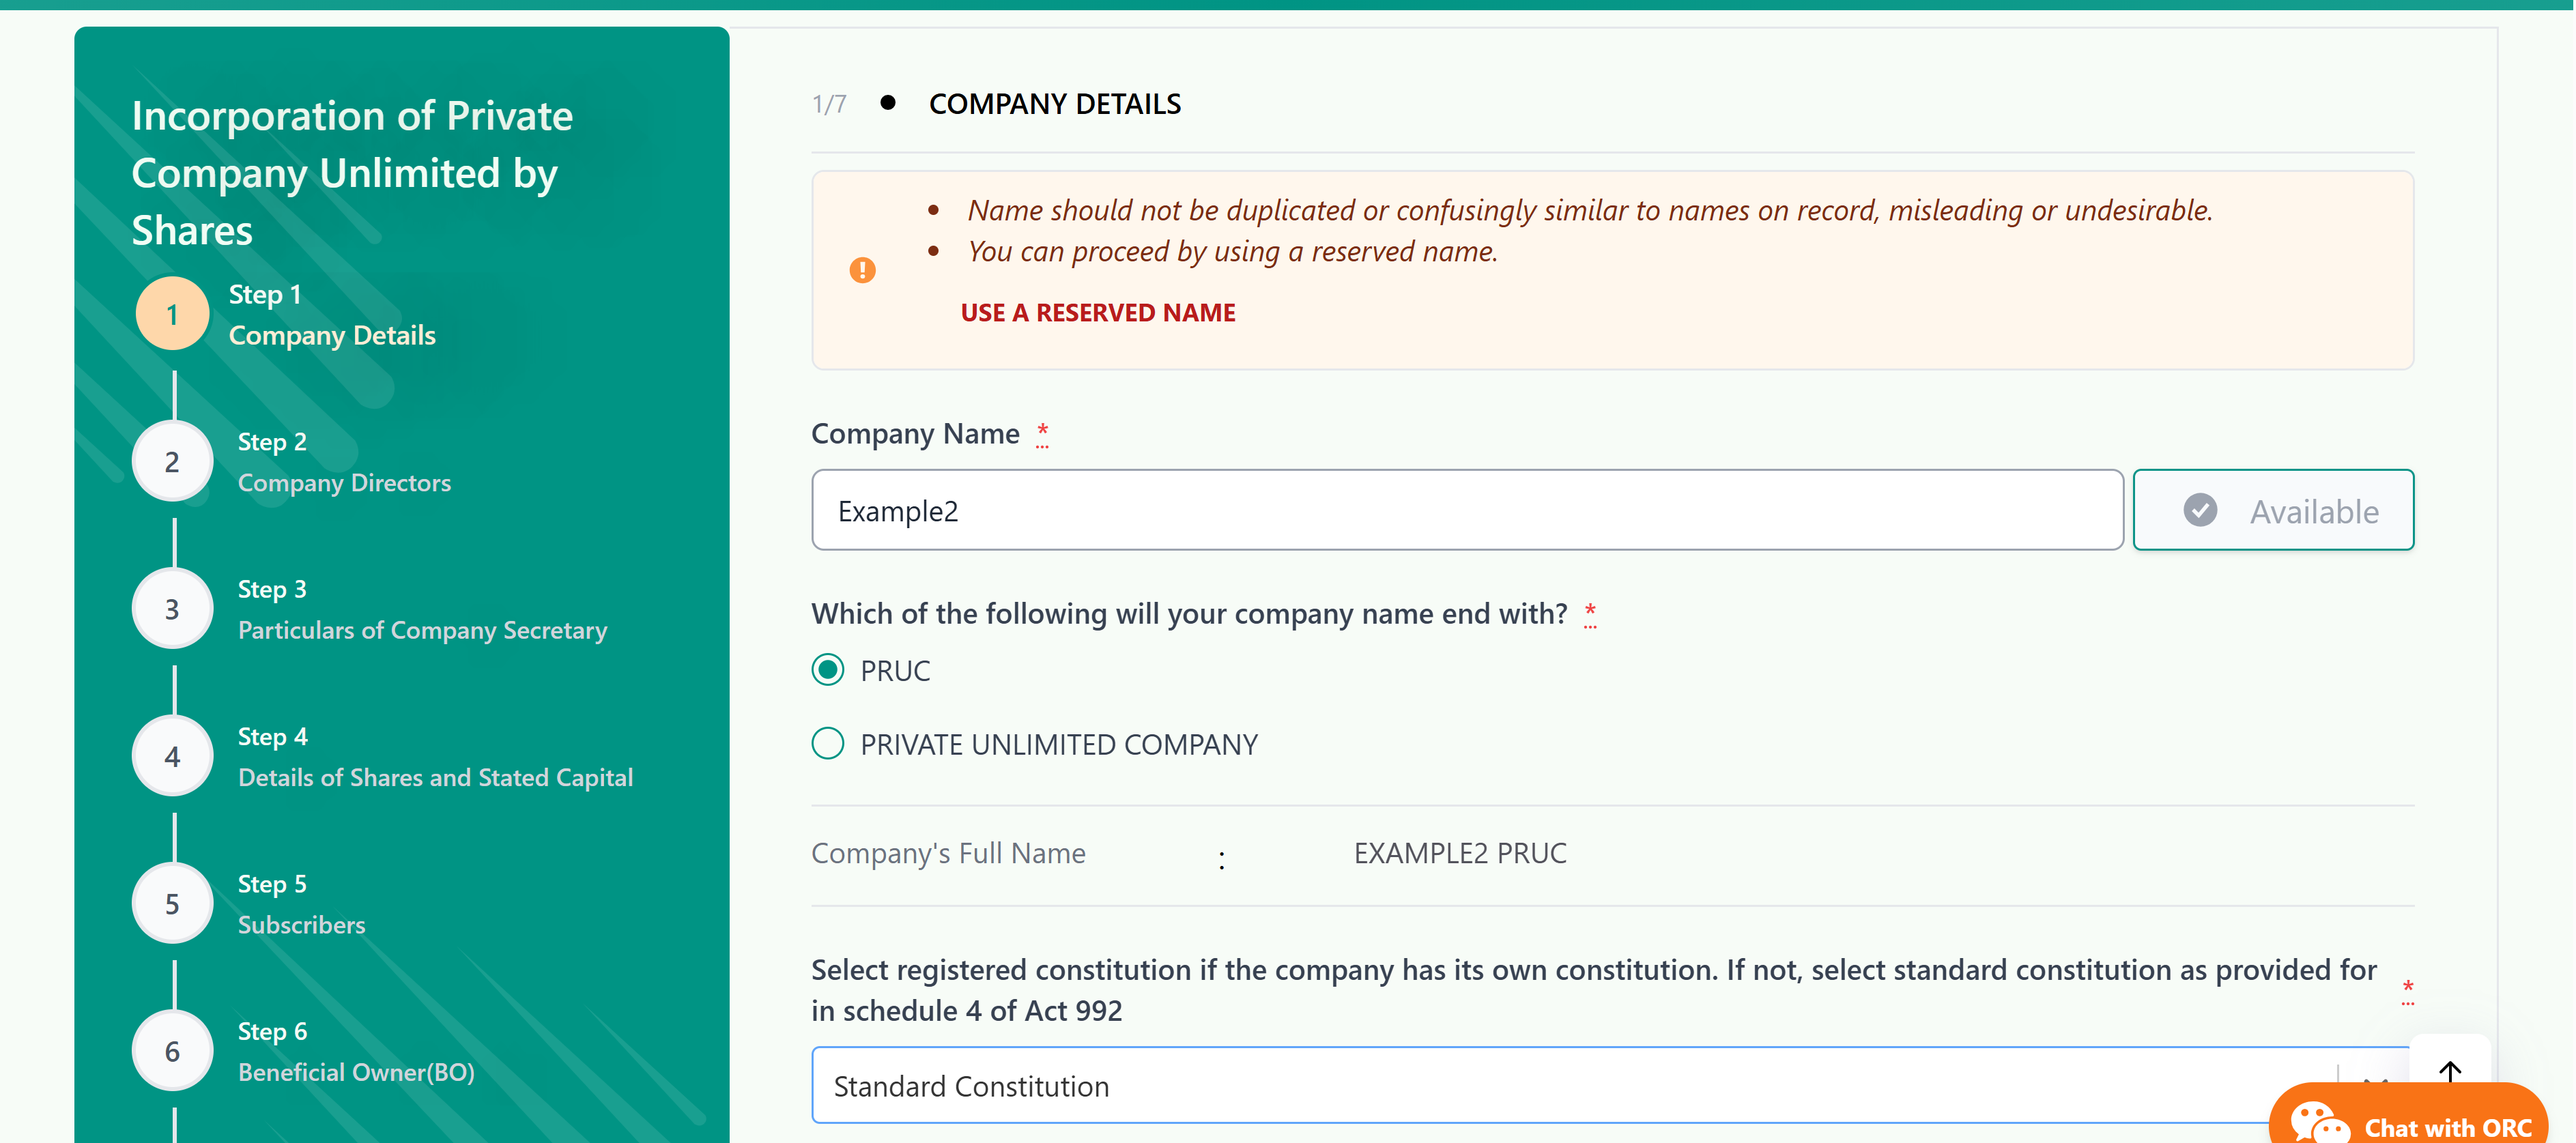 Incorporation of Private
Company Unlimited by
Shares
1
Step 1
Company Details
2
Step 2
Company Directors
3
Step 3
Particulars of Company Secretary
4
Step 4
Details of Shares and Stated Capital
5
Step 5
Subscribers
6
Step 6
Beneficial Owner(BO)
1/7 • COMPANY DETAILS
• Name should not be duplicated or confusingly similar to names on record, misleading or undesirable.
• You can proceed by using a reserved name.
USE A RESERVED NAME
Company Name *
Example2
Available
Which of the following will your company name end with? *
PRUC
PRIVATE UNLIMITED COMPANY
Company's Full Name : EXAMPLE2 PRUC
Select registered constitution if the company has its own constitution. If not, select standard constitution as provided for
in schedule 4 of Act 992 *
Standard Constitution
Chat with ORC